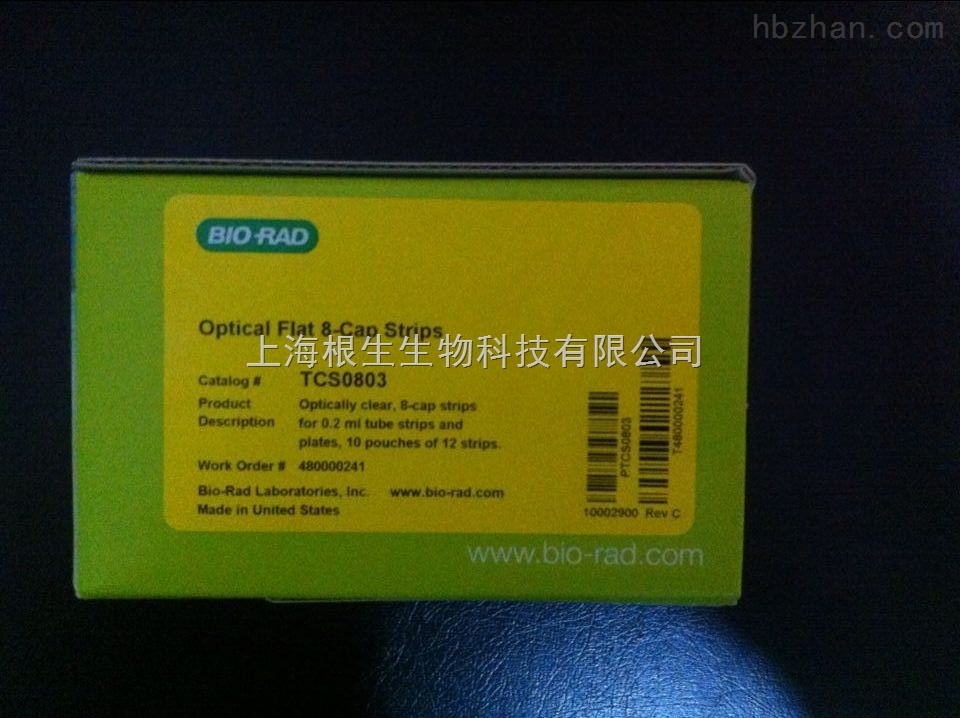 hbzhan.com
BIO-RAD
Optical Flat 8-Cap Strips
上海根生生物科技有限公司
Catalog # TCS0803
Product Description Optically clear, 8-cap strips
for 0.2 ml tube strips and
plates, 10 pouches of 12 strips.
Work Order # 480000241
Bio-Rad Laboratories, Inc. www.bio-rad.com
Made in United States
PTCS0803
T480000241
10002900 Rev C
www.bio-rad.com